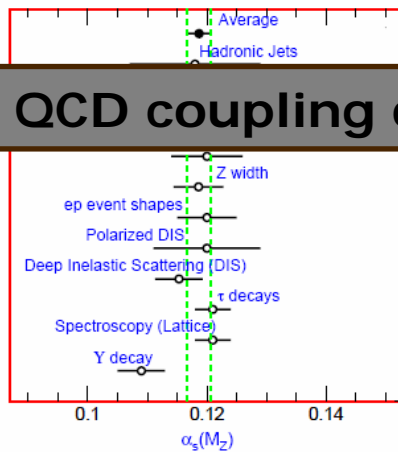 Average
Hadronic Jets
QCD coupling
Z width
ep event shapes
Polarized DIS
Deep Inelastic Scattering (DIS)
τ decays
Spectroscopy (Lattice)
Υ decay
0.1 0.12 0.14
αs(MZ)